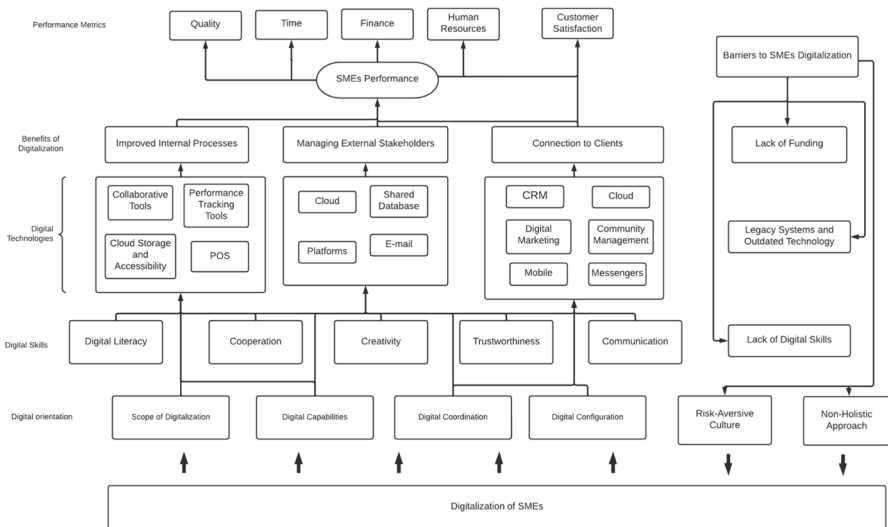 Performance Metrics
Quality
Time
Finance
Human
Resources
Customer
Satisfaction
SMEs Performance
Barriers to SMEs Digitalization
Benefits of
Digitalization
Improved Internal Processes
Managing External Stakeholders
Connection to Clients
Lack of Funding
Digital
Technologies
Collaborative
Tools
Performance
Tracking
Tools
Cloud Storage
and
Accessibility
POS
Cloud
Shared
Database
Platforms
E-mail
CRM
Cloud
Digital
Marketing
Community
Management
Mobile
Messengers
Legacy Systems and
Outdated Technology
Digital Skills
Digital Literacy
Cooperation
Creativity
Trustworthiness
Communication
Lack of Digital Skills
Digital orientation
Scope of Digitalization
Digital Capabilities
Digital Coordination
Digital Configuration
Risk-Aversive
Culture
Non-Holistic
Approach
Digitalization of SMEs